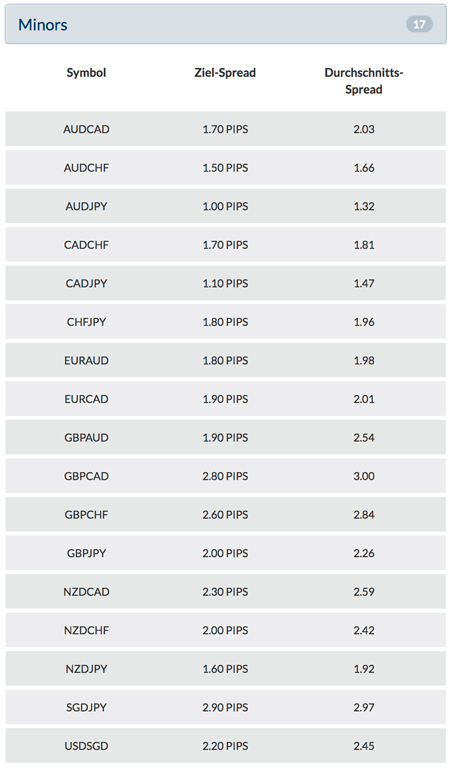 Minors 17
Symbol Ziel-Spread Durchschnitts-
Spread
AUDCAD 1.70 PIPS 2.03
AUDCHF 1.50 PIPS 1.66
AUDJPY 1.00 PIPS 1.32
CADCHF 1.70 PIPS 1.81
CADJPY 1.10 PIPS 1.47
CHFJPY 1.80 PIPS 1.96
EURAUD 1.80 PIPS 1.98
EURCAD 1.90 PIPS 2.01
GBPAUD 1.90 PIPS 2.54
GBPCAD 2.80 PIPS 3.00
GBPCHF 2.60 PIPS 2.84
GBPJPY 2.00 PIPS 2.26
NZDCAD 2.30 PIPS 2.59
NZDCHF 2.00 PIPS 2.42
NZDJPY 1.60 PIPS 1.92
SGDJPY 2.90 PIPS 2.97
USDSGD 2.20 PIPS 2.45